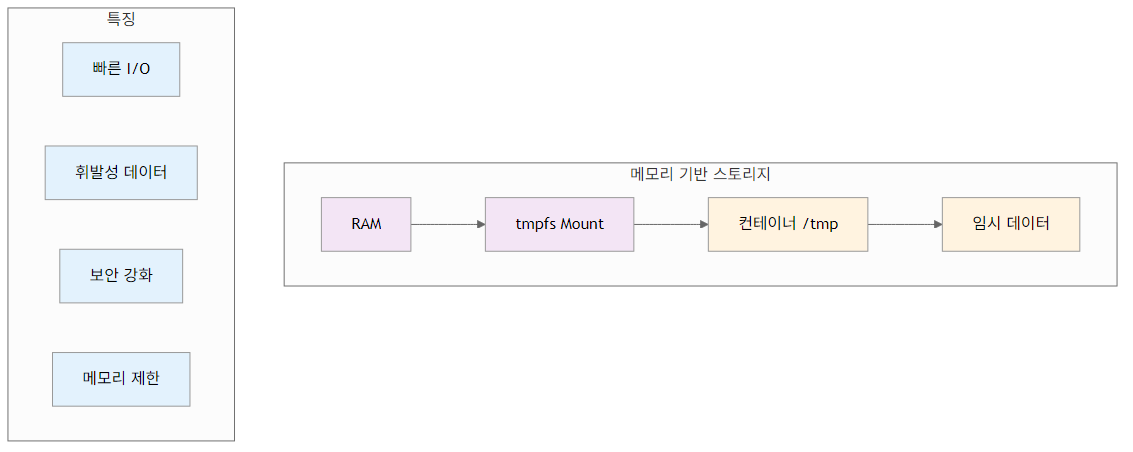 특징
빠른 I/O
휘발성 데이터
보안 강화
메모리 제한
메모리 기반 스토리지
RAM
tmpfs Mount
컨테이너 /tmp
임시 데이터